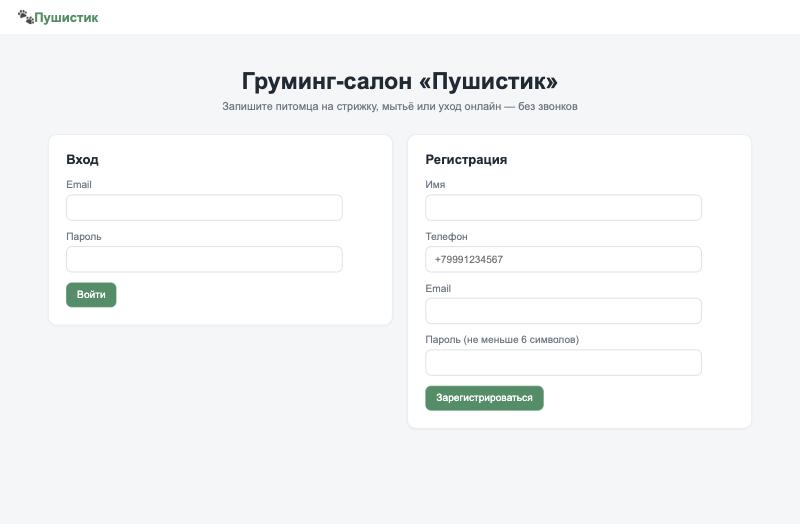 Пушистик
Груминг-салон «Пушистик»
Запишите питомца на стрижку, мытьё или уход онлайн — без звонков
Вход
Email
Пароль
Войти
Регистрация
Имя
Телефон
+79991234567
Email
Пароль (не меньше 6 символов)
Зарегистрироваться